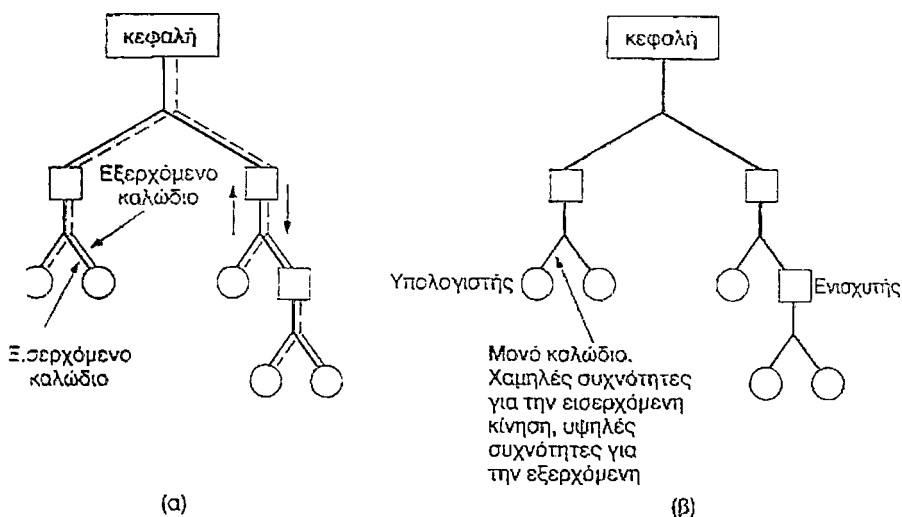 κεφαλή
Εξερχόμενο
καλώδιο
Ξ.σερχόμενο
καλώδιο
(α)
κεφαλή
Υπολογιστής
Ενισχυτής
Μονό καλώδιο.
Χαμηλές συχνότητες
για την εισερχόμενη
κίνηση, υψηλές
συχνότητες για
την εξερχόμενη
(β)